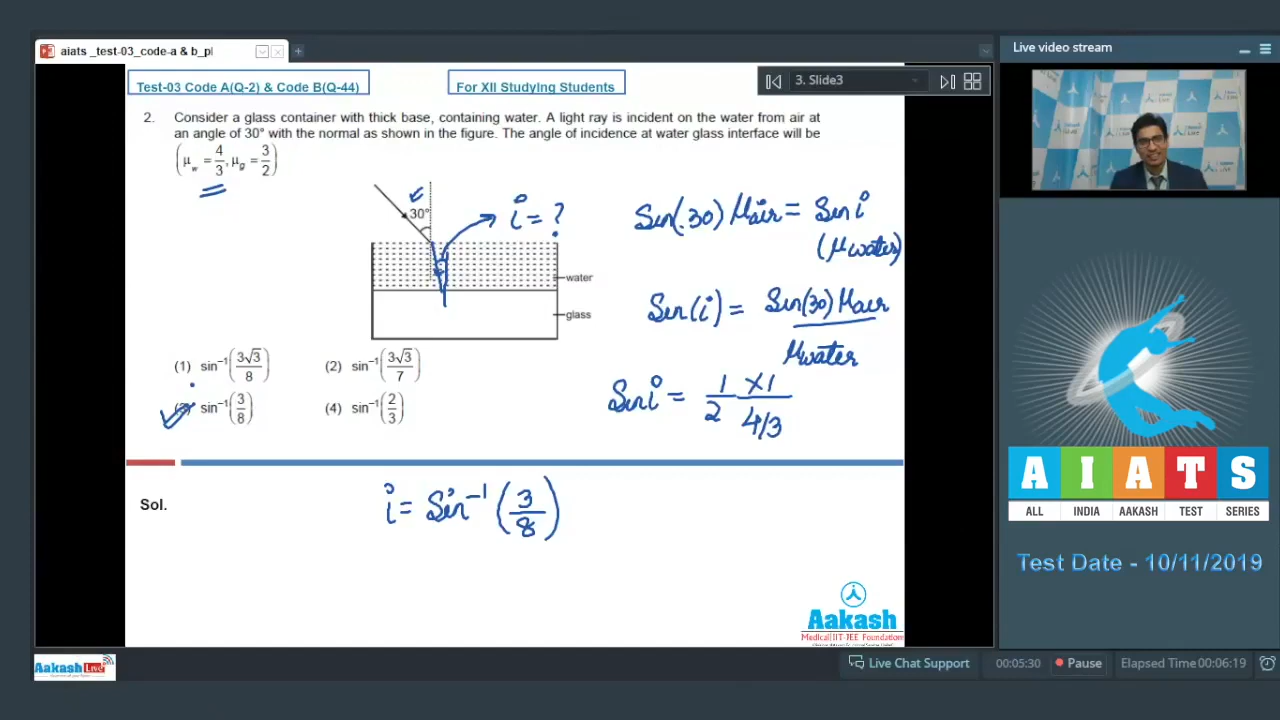 aiats _test-03_code-a & b_p
Live video stream
Test-03 Code A(Q-2) & Code B(Q-44)
For XII Studying Students
3. Slide3
2. Consider a glass container with thick base, containing water. A light ray is incident on the water from air at
an angle of 30° with the normal as shown in the figure. The angle of incidence at water glass interface will be
(μw = 4/3, μg = 3/2)
30°
i = ?
water
glass
Sin(30) μair = Sin i
(μwater)
Sin(i) = Sin(30) μair / μwater
Sin i = 1/2 × 1 / 4/3
(1) sin⁻¹(3√3/8)
(2) sin⁻¹(3√3/7)
sin⁻¹(3/8)
(4) sin⁻¹(2/3)
Sol.
i = Sin⁻¹(3/8)
AIATS
ALL INDIA AAKASH TEST SERIES
Test Date - 10/11/2019
Aakash
Medical|IIT-JEE|Foundations
Aakash Live
Live Chat Support
00:05:30
Pause
Elapsed Time 00:06:19